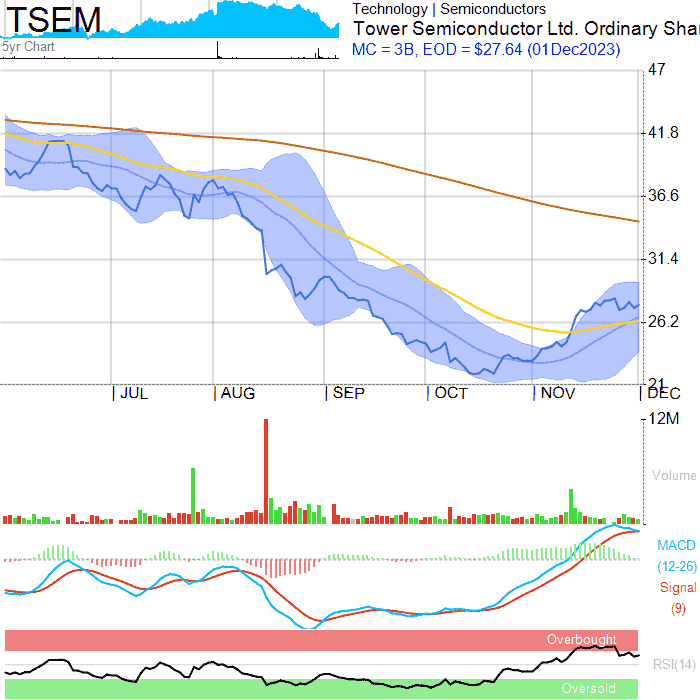 TSEM
5yr Chart
Technology | Semiconductors
Tower Semiconductor Ltd. Ordinary Shar
MC = 3B, EOD = $27.64 (01Dec2023)
47
41.8
36.6
31.4
26.2
21
JUL AUG SEP OCT NOV DEC
12M
Volume
MACD
(12-26)
Signal
(9)
Overbought
RSI(14)
Oversold